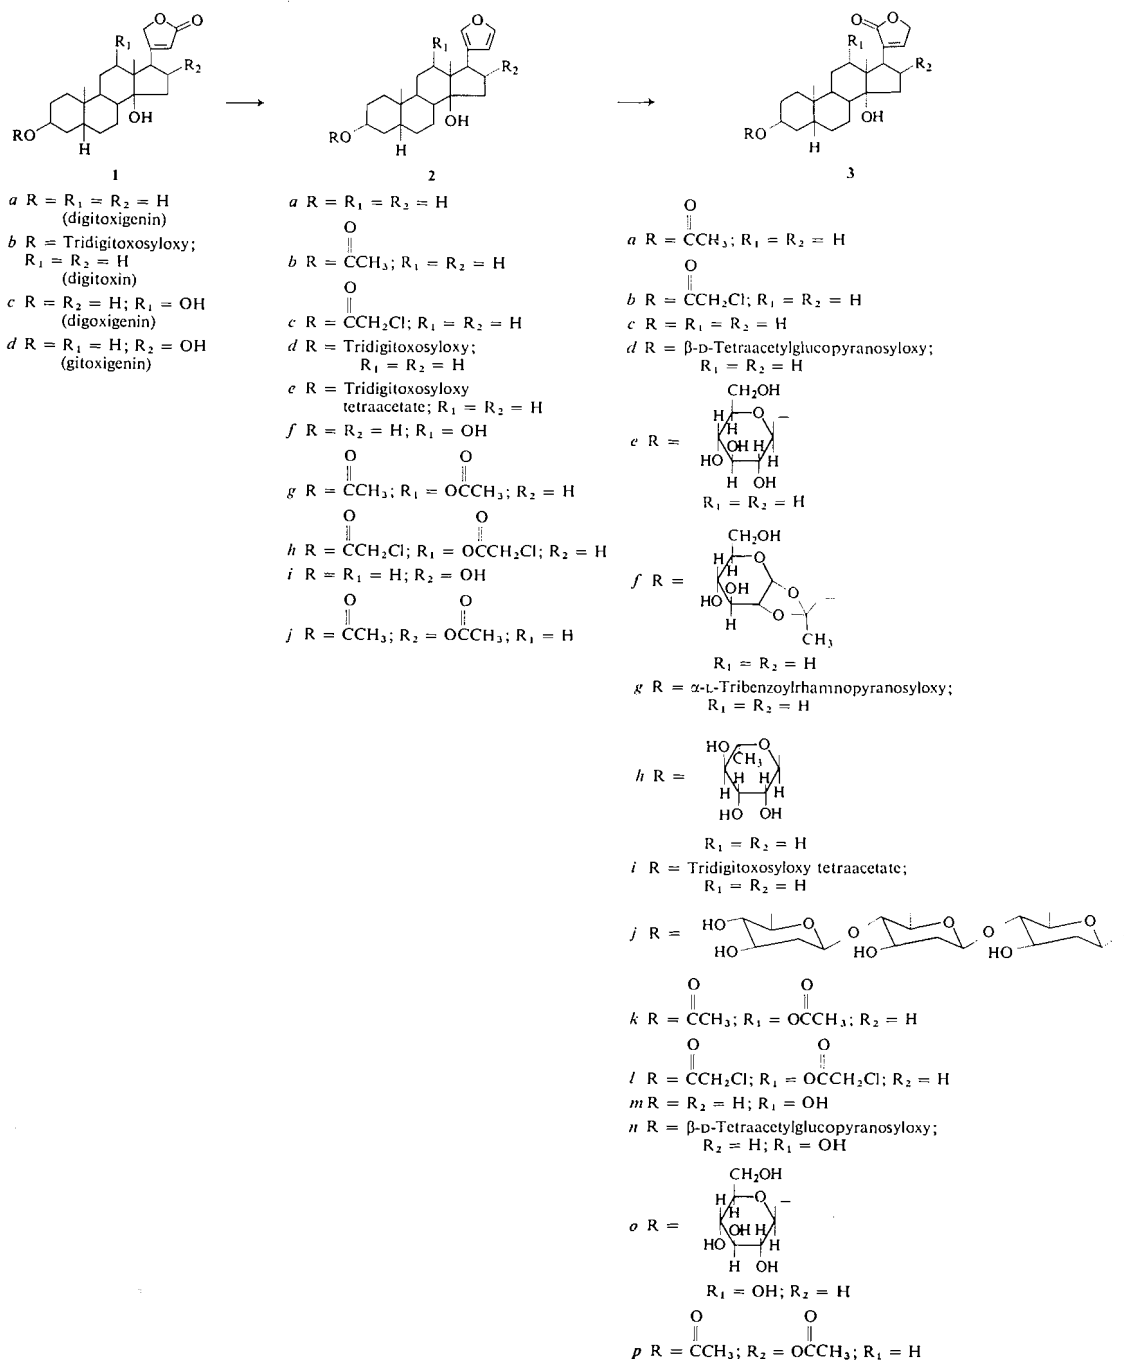 1
a R = R₁ = R₂ = H
(digitoxigenin)
b R = Tridigitoxosyloxy;
R₁ = R₂ = H
(digitoxin)
c R = R₂ = H; R₁ = OH
(digoxigenin)
d R = R₁ = H; R₂ = OH
(gitoxigenin)
2
a R = R₁ = R₂ = H
O
b R = CCH₃; R₁ = R₂ = H
O
c R = CCH₂Cl; R₁ = R₂ = H
d R = Tridigitoxosyloxy;
R₁ = R₂ = H
e R = Tridigitoxosyloxy
tetraacetate; R₁ = R₂ = H
f R = R₂ = H; R₁ = OH
O O
g R = CCH₃; R₁ = OCCH₃; R₂ = H
O O
h R = CCH₂Cl; R₁ = OCCH₂Cl; R₂ = H
i R = R₁ = H; R₂ = OH
O O
j R = CCH₃; R₂ = OCCH₃; R₁ = H
3
O
a R = CCH₃; R₁ = R₂ = H
O
b R = CCH₂Cl; R₁ = R₂ = H
c R = R₁ = R₂ = H
d R = β-D-Tetraacetylglucopyranosyloxy;
R₁ = R₂ = H
CH₂OH
e R =
R₁ = R₂ = H
CH₂OH
f R =
CH₃
R₁ = R₂ = H
g R = α-L-Tribenzoylrhamnopyranosyloxy;
R₁ = R₂ = H
h R =
R₁ = R₂ = H
i R = Tridigitoxosyloxy tetraacetate;
R₁ = R₂ = H
j R =
O O
k R = CCH₃; R₁ = OCCH₃; R₂ = H
O O
l R = CCH₂Cl; R₁ = OCCH₂Cl; R₂ = H
m R = R₂ = H; R₁ = OH
n R = β-D-Tetraacetylglucopyranosyloxy;
R₂ = H; R₁ = OH
CH₂OH
o R =
R₁ = OH; R₂ = H
O O
p R = CCH₃; R₂ = OCCH₃; R₁ = H